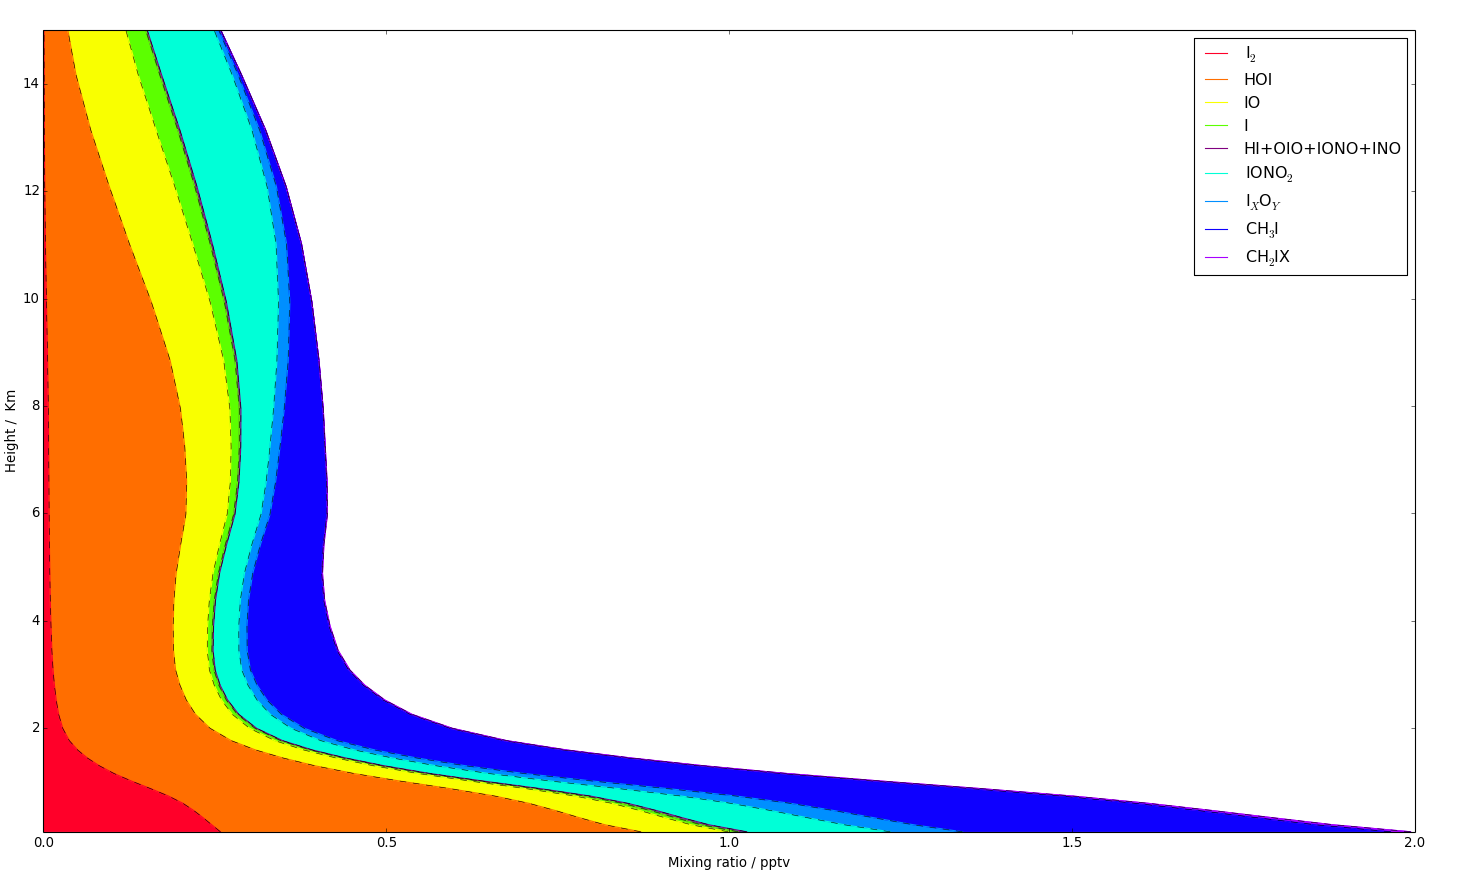 I₂
HOI
IO
I
HI+OIO+IONO+INO
IONO₂
I_XO_Y
CH₃I
CH₂IX
14
12
10
8
6
4
2
Height /  Km
0.0 0.5 1.0 1.5 2.0
Mixing ratio / pptv